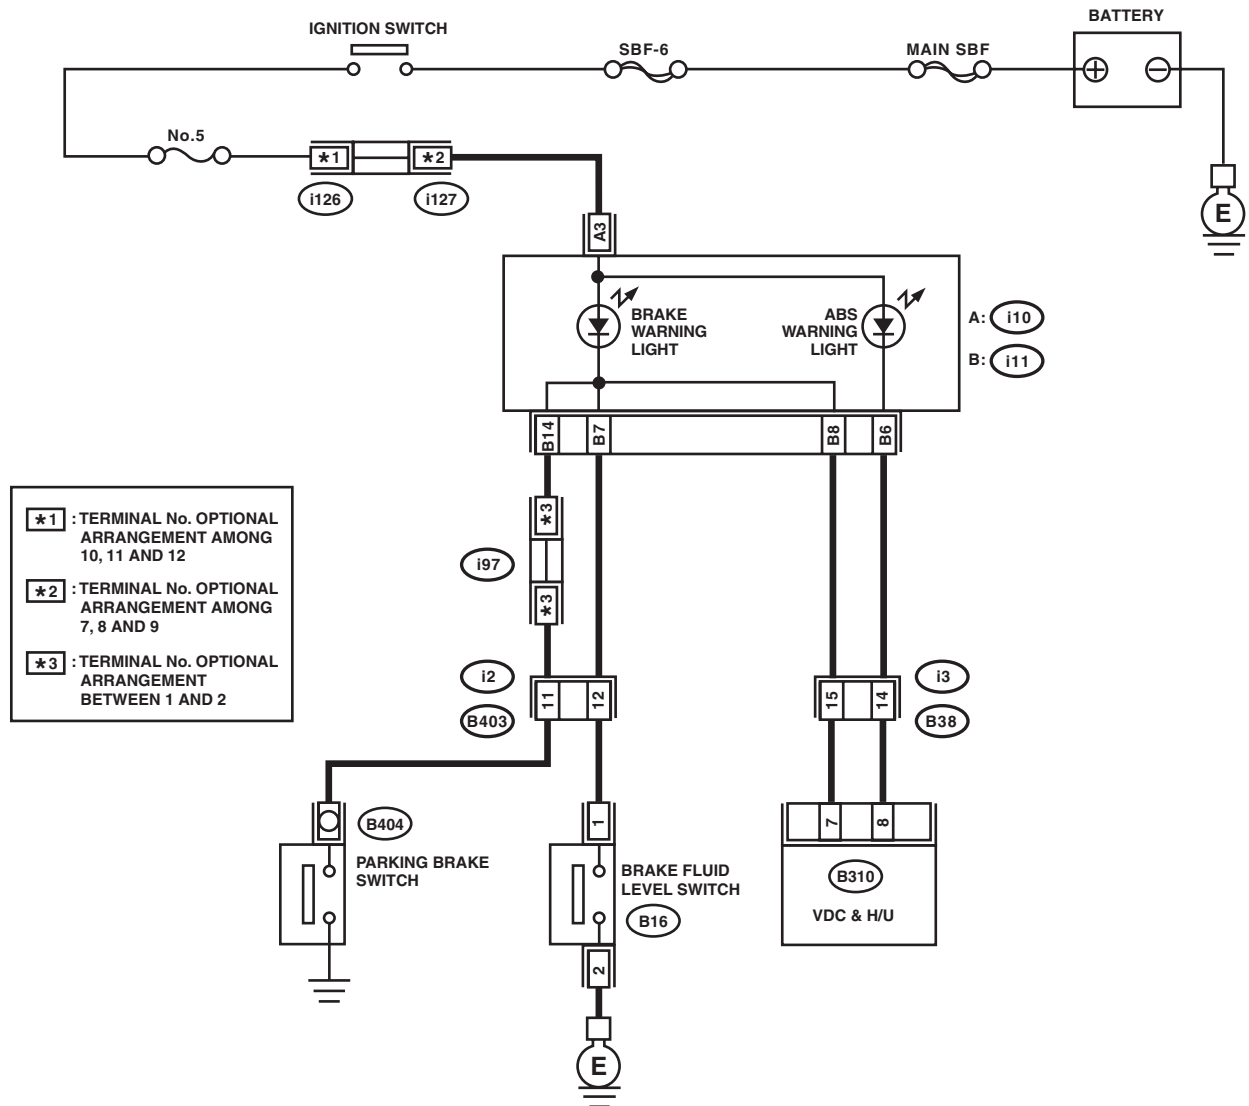 BATTERY
IGNITION SWITCH
SBF-6
MAIN SBF
No.5
*1
*2
i126
i127
E
A3
BRAKE
WARNING
LIGHT
ABS
WARNING
LIGHT
A: i10
B: i11
B14
B7
B8
B6
*1 : TERMINAL No. OPTIONAL
ARRANGEMENT AMONG
10, 11 AND 12
*2 : TERMINAL No. OPTIONAL
ARRANGEMENT AMONG
7, 8 AND 9
*3 : TERMINAL No. OPTIONAL
ARRANGEMENT
BETWEEN 1 AND 2
*3
i97
*3
i2
B403
11
12
15
14
i3
B38
B404
PARKING BRAKE
SWITCH
1
BRAKE FLUID
LEVEL SWITCH
B16
2
E
7
8
B310
VDC & H/U